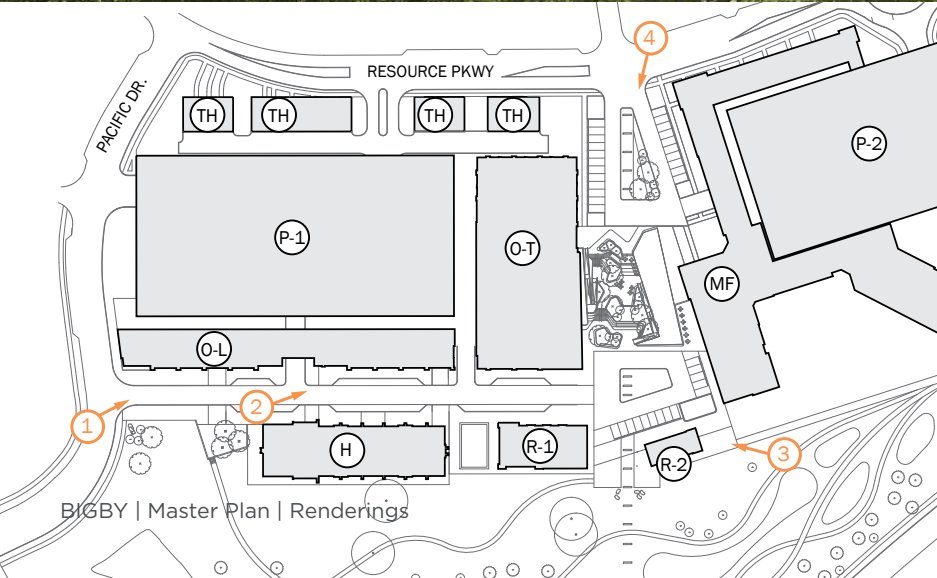 4
RESOURCE PKWY
PACIFIC DR.
TH
TH
TH
TH
P-2
P-1
O-T
MF
O-L
2
1
H
R-1
3
R-2
BIGBY | Master Plan | Renderings